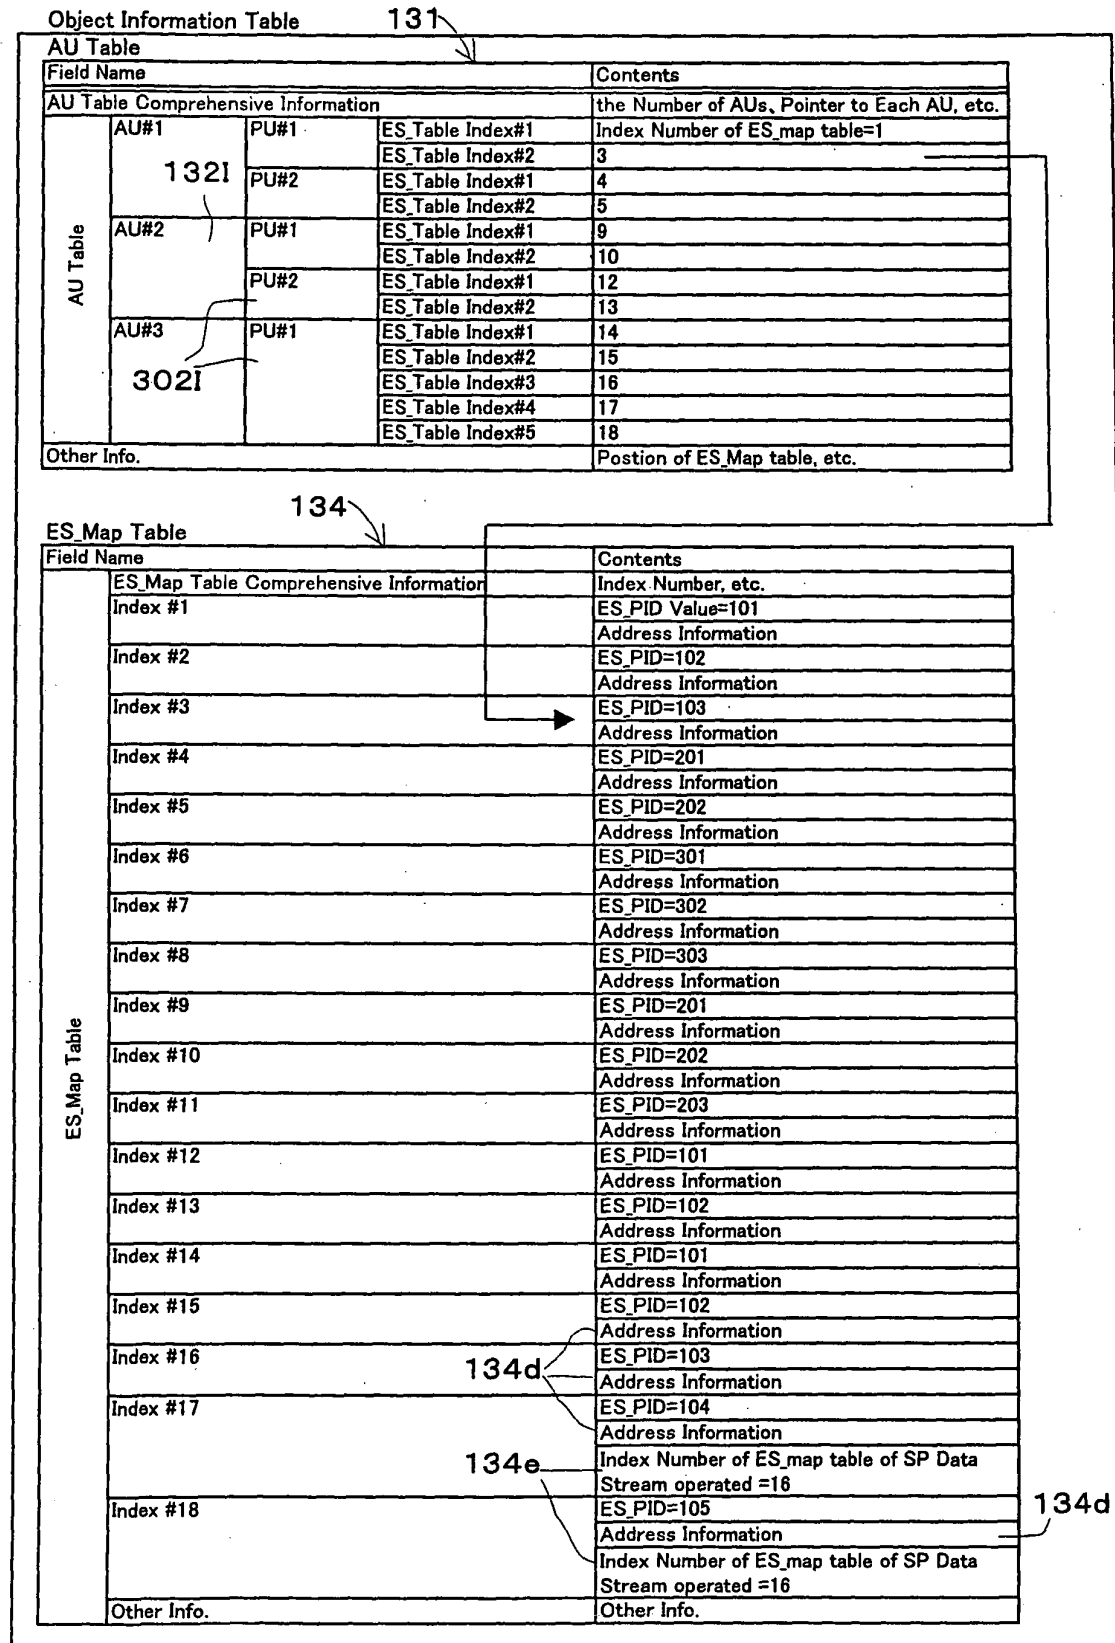 Object Information Table
131
AU Table
Field Name Contents
AU Table Comprehensive Information the Number of AUs、Pointer to Each AU, etc.
AU Table
AU#1 PU#1 ES_Table Index#1 Index Number of ES_map table=1
ES_Table Index#2 3
132I
PU#2 ES_Table Index#1 4
ES_Table Index#2 5
AU#2 PU#1 ES_Table Index#1 9
ES_Table Index#2 10
PU#2 ES_Table Index#1 12
ES_Table Index#2 13
AU#3 PU#1 ES_Table Index#1 14
ES_Table Index#2 15
302I
ES_Table Index#3 16
ES_Table Index#4 17
ES_Table Index#5 18
Other Info. Postion of ES_Map table, etc.
134
ES_Map Table
Field Name Contents
ES_Map Table
ES_Map Table Comprehensive Information Index Number, etc.
Index #1 ES_PID Value=101
Address Information
Index #2 ES_PID=102
Address Information
Index #3 ES_PID=103
Address Information
Index #4 ES_PID=201
Address Information
Index #5 ES_PID=202
Address Information
Index #6 ES_PID=301
Address Information
Index #7 ES_PID=302
Address Information
Index #8 ES_PID=303
Address Information
Index #9 ES_PID=201
Address Information
Index #10 ES_PID=202
Address Information
Index #11 ES_PID=203
Address Information
Index #12 ES_PID=101
Address Information
Index #13 ES_PID=102
Address Information
Index #14 ES_PID=101
Address Information
Index #15 ES_PID=102
Address Information
Index #16 ES_PID=103
134d
Address Information
Index #17 ES_PID=104
Address Information
134e
Index Number of ES_map table of SP Data
Stream operated =16
Index #18 ES_PID=105
134d
Address Information
Index Number of ES_map table of SP Data
Stream operated =16
Other Info. Other Info.